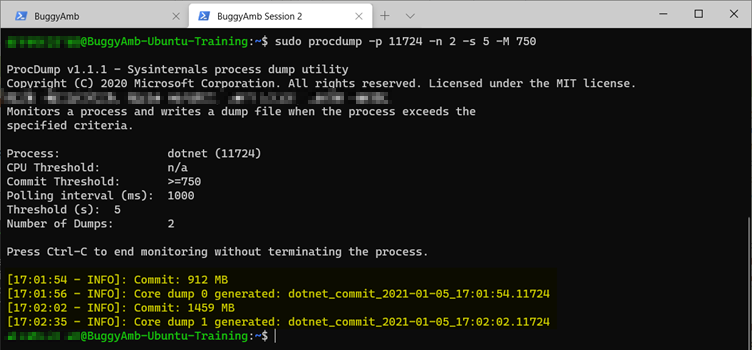 BuggyAmb
BuggyAmb Session 2
@BuggyAmb-Ubuntu-Training:~$ sudo procdump -p 11724 -n 2 -s 5 -M 750
ProcDump v1.1.1 - Sysinternals process dump utility
Copyright (C) 2020 Microsoft Corporation. All rights reserved. Licensed under the MIT license.
Monitors a process and writes a dump file when the process exceeds the
specified criteria.
Process: dotnet (11724)
CPU Threshold: n/a
Commit Threshold: >=750
Polling interval (ms): 1000
Threshold (s): 5
Number of Dumps: 2
Press Ctrl-C to end monitoring without terminating the process.
[17:01:54 - INFO]: Commit: 912 MB
[17:01:56 - INFO]: Core dump 0 generated: dotnet_commit_2021-01-05_17:01:54.11724
[17:02:02 - INFO]: Commit: 1459 MB
[17:02:35 - INFO]: Core dump 1 generated: dotnet_commit_2021-01-05_17:02:02.11724
@BuggyAmb-Ubuntu-Training:~$